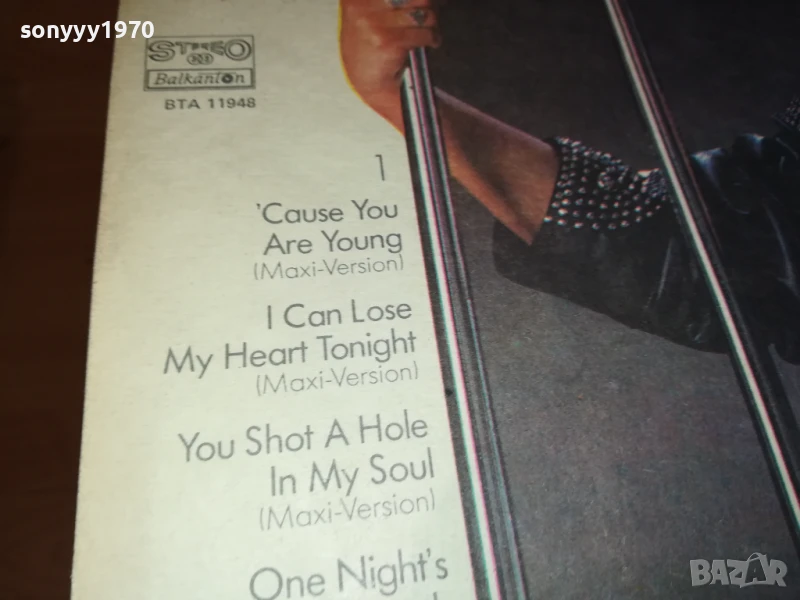 sonyyy1970
STEREO
Balkanton
BTA 11948
1
'Cause You
Are Young
(Maxi-Version)
I Can Lose
My Heart Tonight
(Maxi-Version)
You Shot A Hole
In My Soul
(Maxi-Version)
One Night's
BAZAR